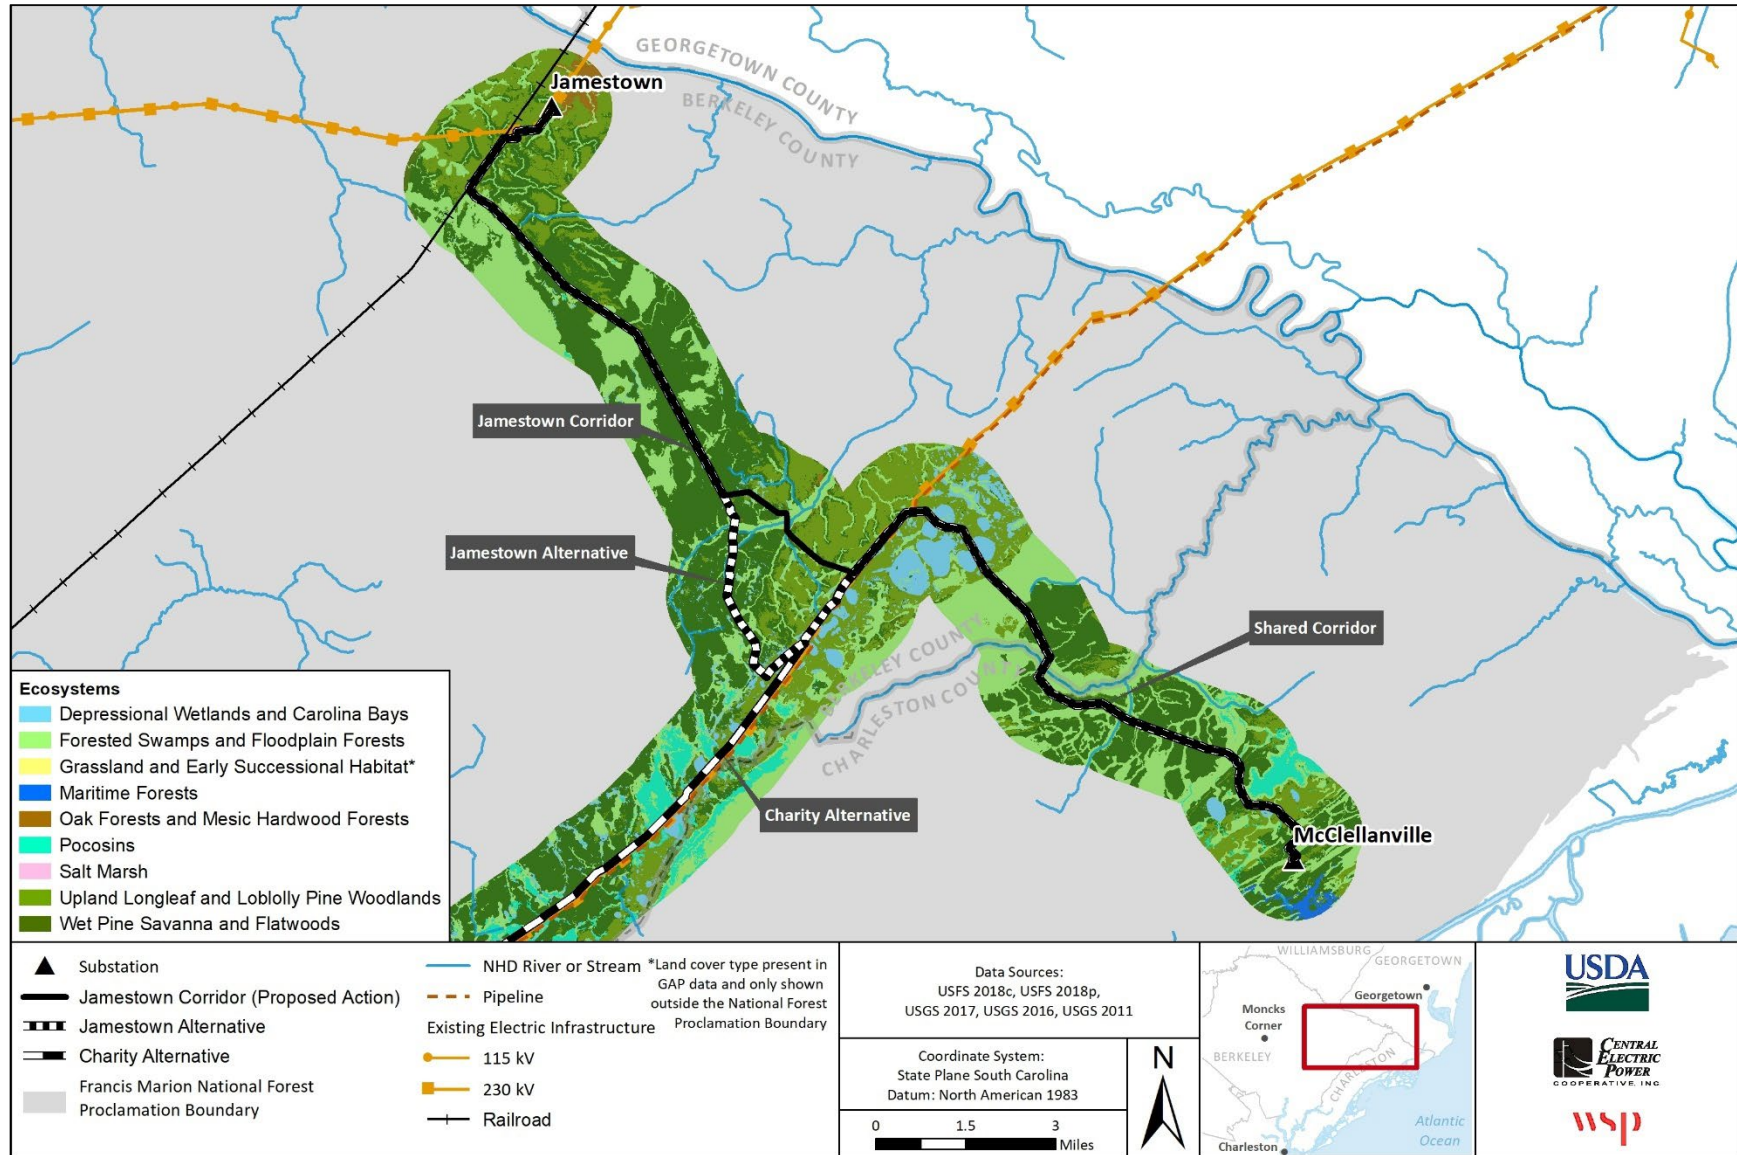 GEORGETOWN COUNTY
BERKELEY COUNTY
Jamestown
Jamestown Corridor
Jamestown Alternative
Shared Corridor
BERKELEY COUNTY
CHARLESTON COUNTY
Charity Alternative
McClellanville
Ecosystems
Depressional Wetlands and Carolina Bays
Forested Swamps and Floodplain Forests
Grassland and Early Successional Habitat*
Maritime Forests
Oak Forests and Mesic Hardwood Forests
Pocosins
Salt Marsh
Upland Longleaf and Loblolly Pine Woodlands
Wet Pine Savanna and Flatwoods
Substation
Jamestown Corridor (Proposed Action)
Jamestown Alternative
Charity Alternative
Francis Marion National Forest
Proclamation Boundary
NHD River or Stream
Pipeline
Existing Electric Infrastructure
115 kV
230 kV
Railroad
*Land cover type present in
GAP data and only shown
outside the National Forest
Proclamation Boundary
Data Sources:
USFS 2018c, USFS 2018p,
USGS 2017, USGS 2016, USGS 2011
Coordinate System:
State Plane South Carolina
Datum: North American 1983
0 1.5 3
Miles
N
WILLIAMSBURG
GEORGETOWN
Georgetown
Moncks
Corner
BERKELEY
CHARLESTON
Charleston
Atlantic
Ocean
USDA
CENTRAL
ELECTRIC
POWER
COOPERATIVE, INC.
wsp